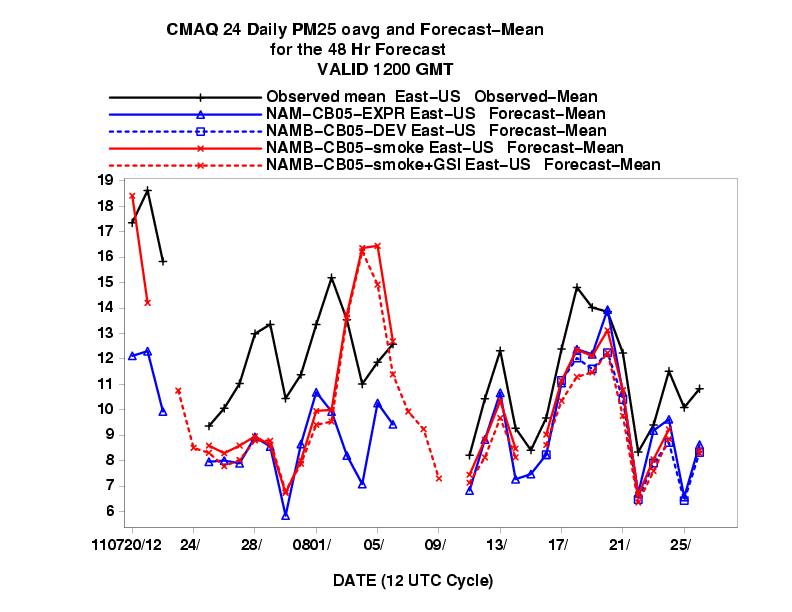 CMAQ 24 Daily PM25 oavg and Forecast-Mean
for the 48 Hr Forecast
VALID 1200 GMT
Observed mean East-US Observed-Mean
NAM-CB05-EXPR East-US Forecast-Mean
NAMB-CB05-DEV East-US Forecast-Mean
NAMB-CB05-smoke East-US Forecast-Mean
NAMB-CB05-smoke+GSI East-US Forecast-Mean
19
18
17
16
15
14
13
12
11
10
9
8
7
6
110720/12 24/ 28/ 0801/ 05/ 09/ 13/ 17/ 21/ 25/
DATE (12 UTC Cycle)